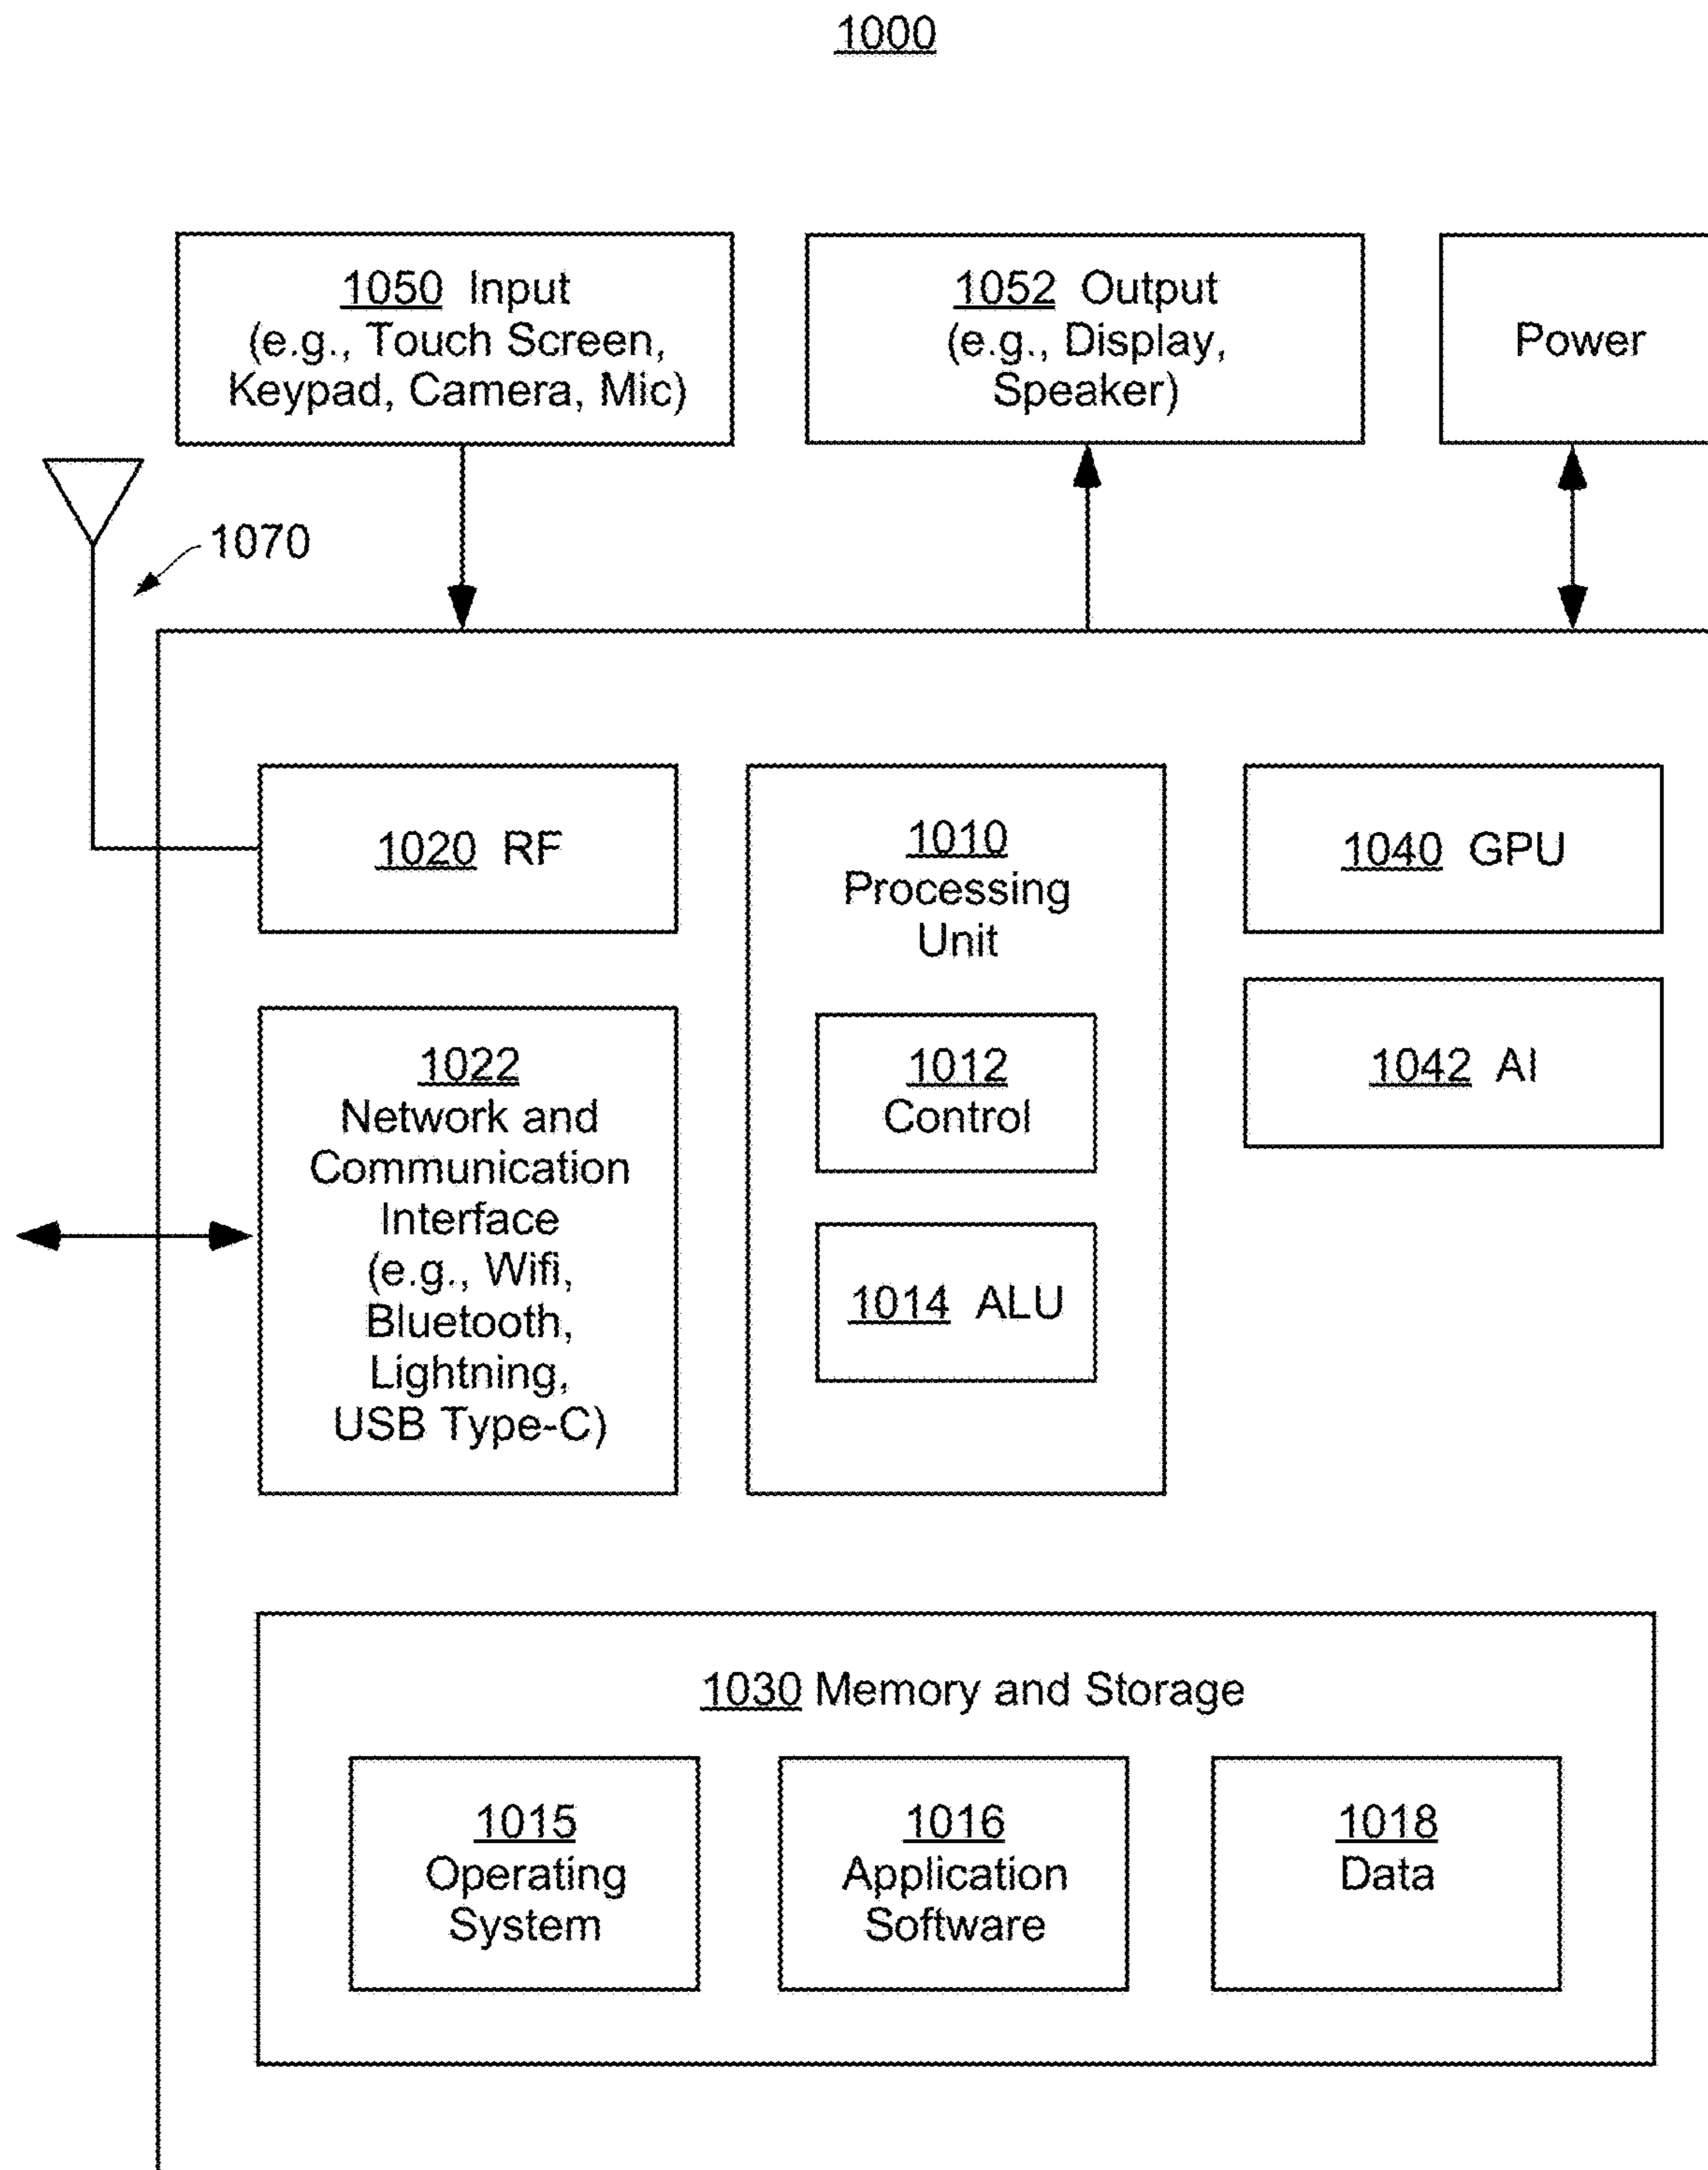 1000
1050 Input
(e.g., Touch Screen,
Keypad, Camera, Mic)
1052 Output
(e.g., Display,
Speaker)
Power
1070
1020 RF
1010
Processing
Unit
1040 GPU
1022
Network and
Communication
Interface
(e.g., Wifi,
Bluetooth,
Lightning,
USB Type-C)
1012
Control
1042 AI
1014 ALU
1030 Memory and Storage
1015
Operating
System
1016
Application
Software
1018
Data